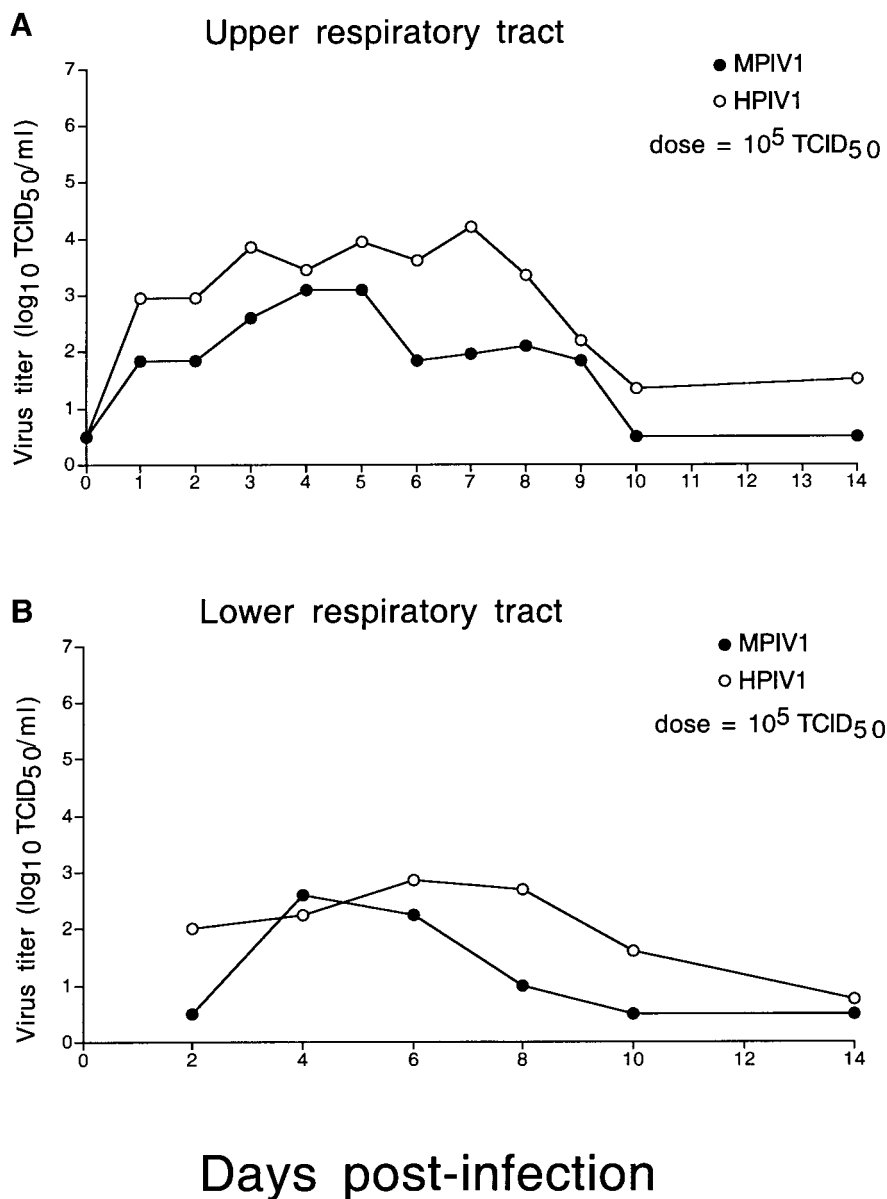 A
Upper respiratory tract
MPIV1
HPIV1
dose = 10^5 TCID50
Virus titer (log10 TCID50/ml)
7
6
5
4
3
2
1
0
0 1 2 3 4 5 6 7 8 9 10 11 12 13 14
B
Lower respiratory tract
MPIV1
HPIV1
dose = 10^5 TCID50
Virus titer (log10 TCID50/ml)
7
6
5
4
3
2
1
0
0 2 4 6 8 10 12 14
Days post-infection